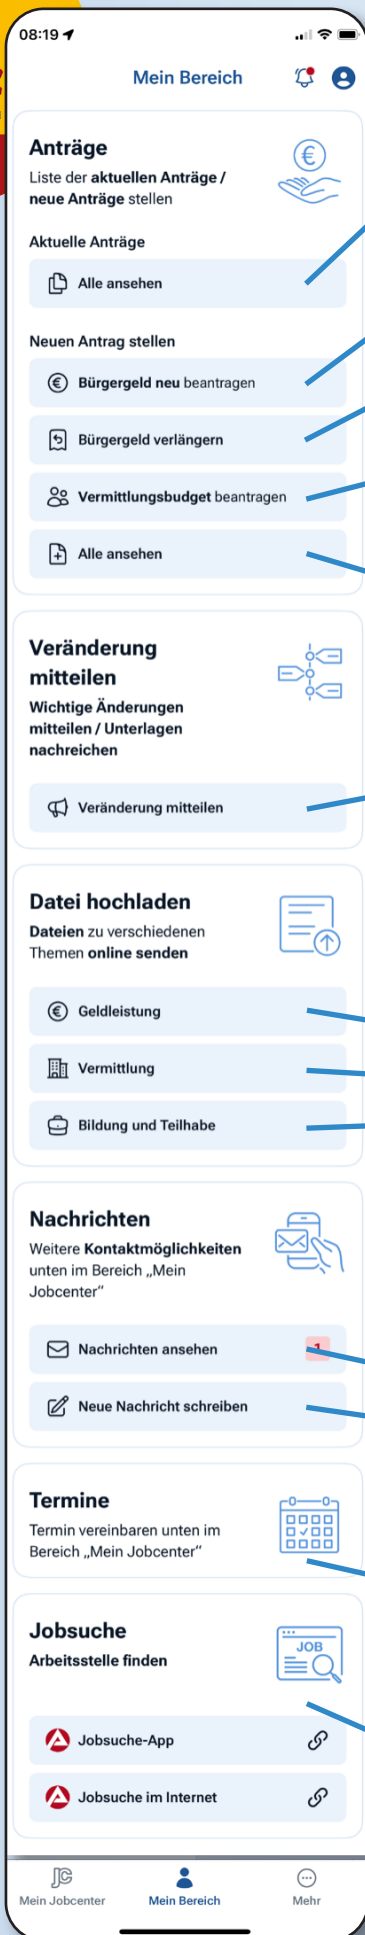 08:19
Mein Bereich
Anträge
Liste der aktuellen Anträge /
neue Anträge stellen
Aktuelle Anträge
Alle ansehen
Neuen Antrag stellen
Bürgergeld neu beantragen
Bürgergeld verlängern
Vermittlungsbudget beantragen
Alle ansehen
Veränderung
mitteilen
Wichtige Änderungen
mitteilen / Unterlagen
nachreichen
Veränderung mitteilen
Datei hochladen
Dateien zu verschiedenen
Themen online senden
Geldleistung
Vermittlung
Bildung und Teilhabe
Nachrichten
Weitere Kontaktmöglichkeiten
unten im Bereich „Mein
Jobcenter“
Nachrichten ansehen 1
Neue Nachricht schreiben
Termine
Termin vereinbaren unten im
Bereich „Mein Jobcenter“
Jobsuche
Arbeitsstelle finden
JOB
Jobsuche-App
Jobsuche im Internet
JC
Mein Jobcenter Mein Bereich Mehr